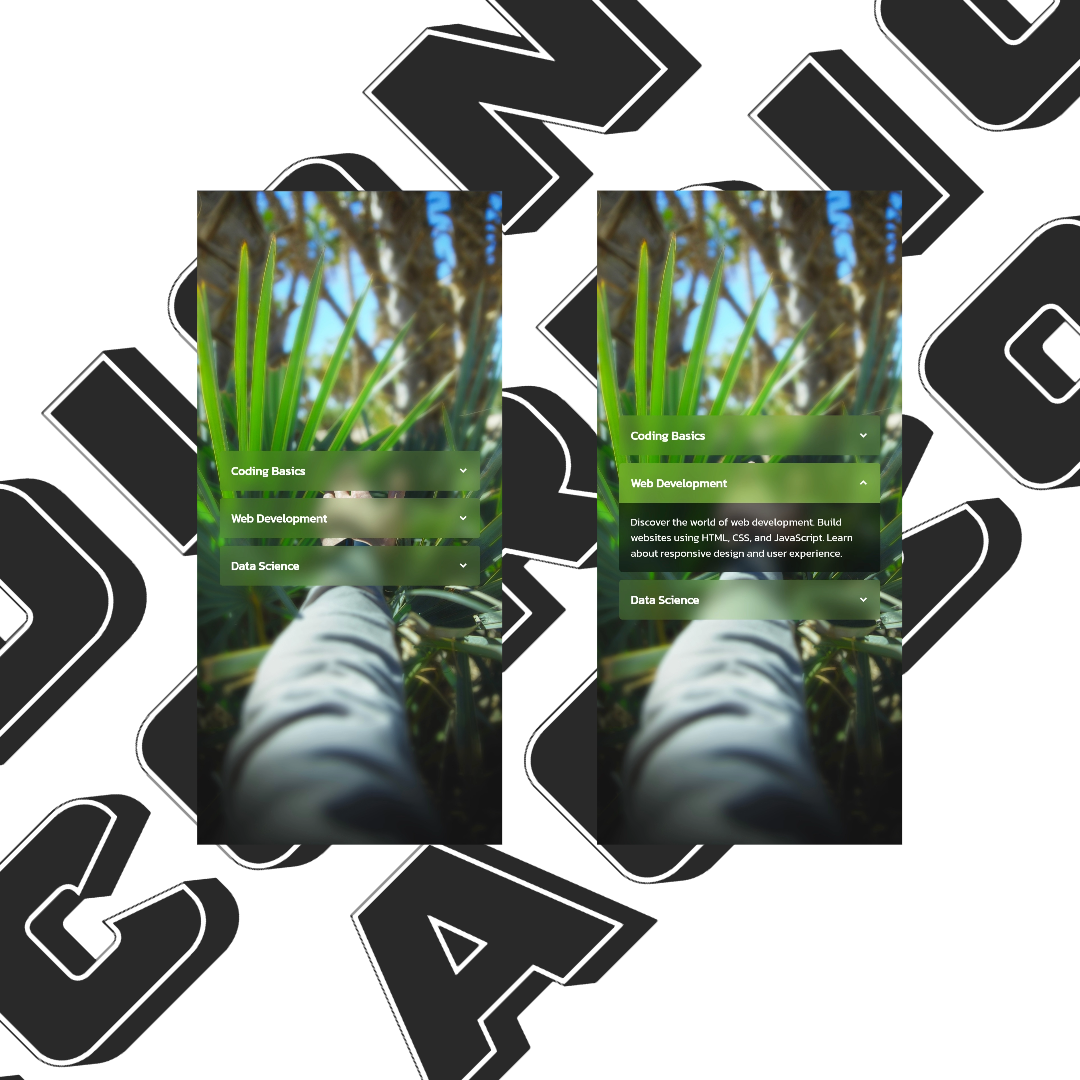 Coding Basics
Web Development
Data Science
Coding Basics
Web Development
Discover the world of web development. Build
websites using HTML, CSS, and JavaScript. Learn
about responsive design and user experience.
Data Science